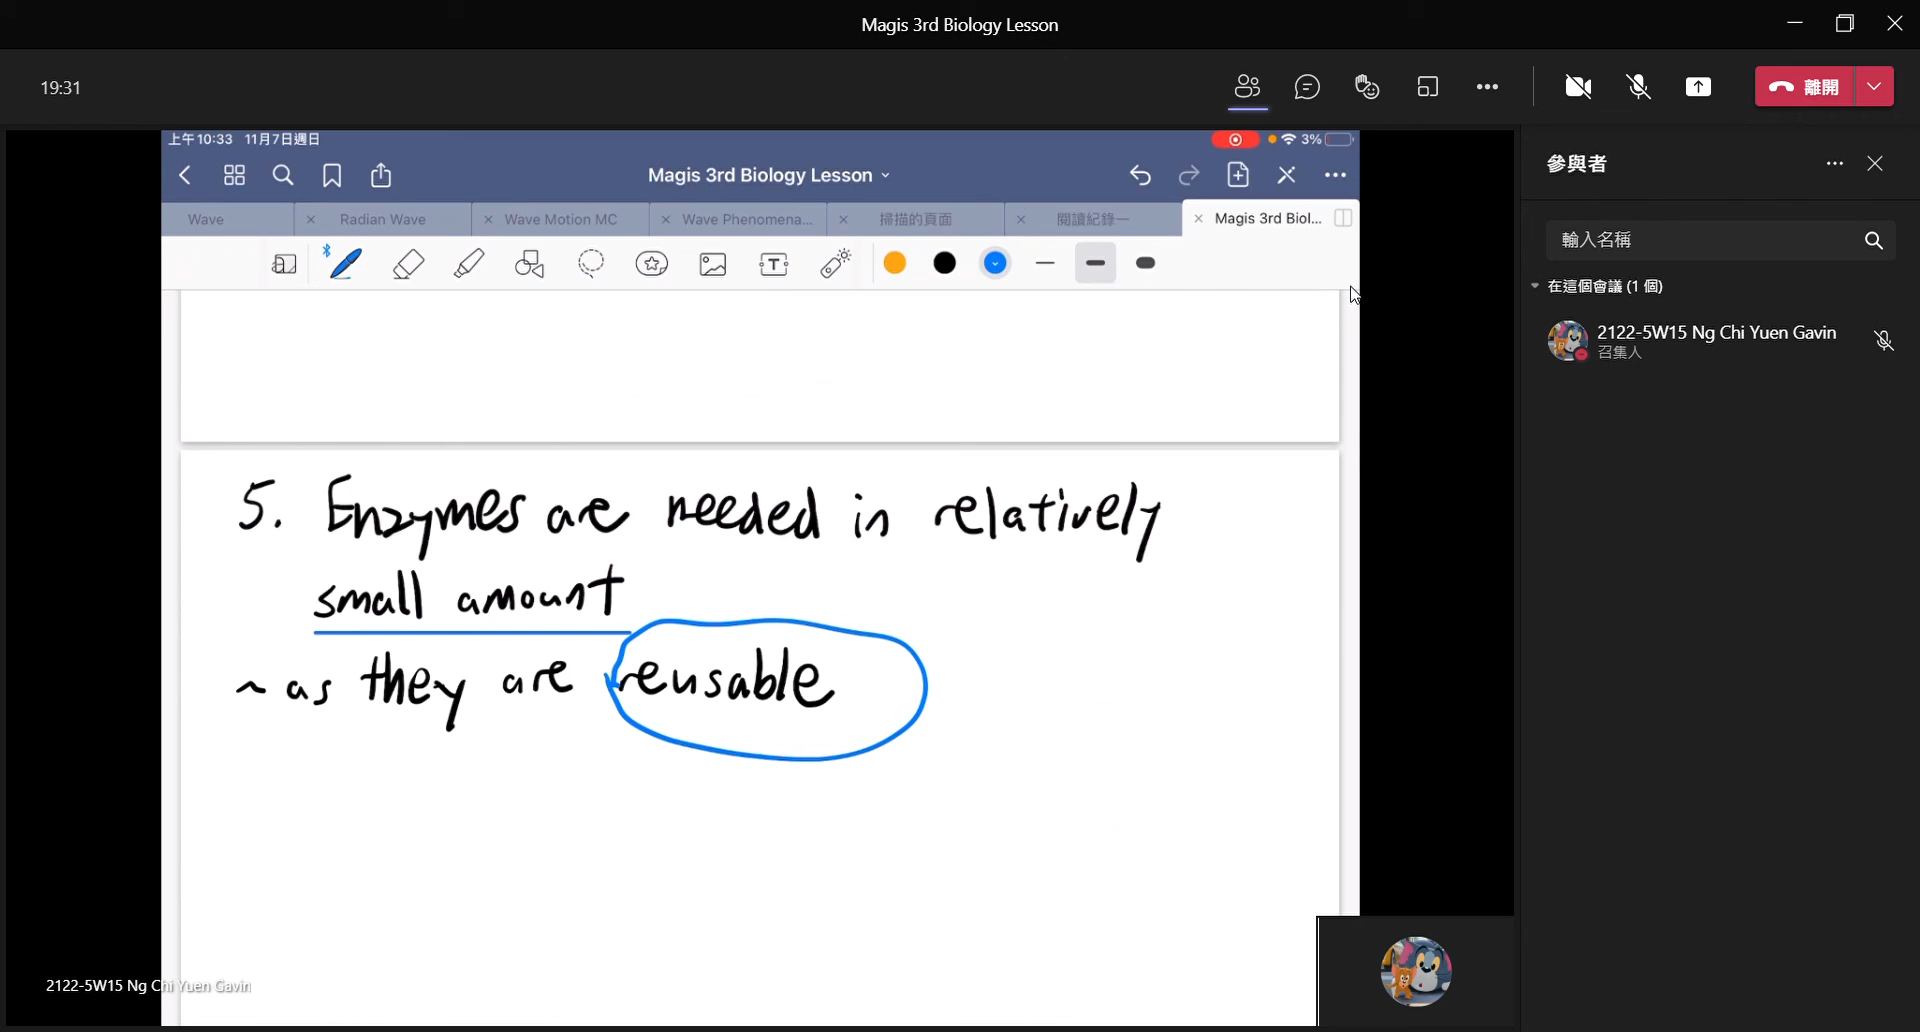 Magis 3rd Biology Lesson
19:31
離開
上午10:33 11月7日週日
3%
Magis 3rd Biology Lesson
Wave
Radian Wave
Wave Motion MC
Wave Phenomena...
掃描的頁面
閱讀紀錄一
Magis 3rd Biol...
5. Enzymes are needed in relatively
small amount
~ as they are reusable
2122-5W15 Ng Chi Yuen Gavin
參與者
輸入名稱
在這個會議 (1 個)
2122-5W15 Ng Chi Yuen Gavin
召集人